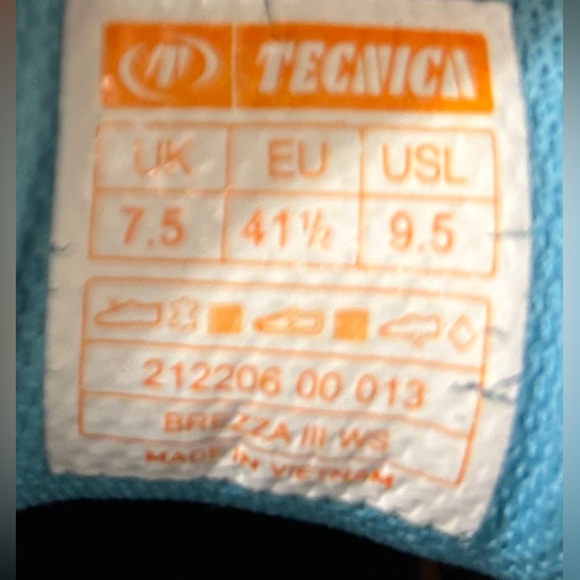 TECNICA
UK EU USL
7.5 41½ 9.5
212206 00 013
BREZZA III WS
MADE IN VIETNAM